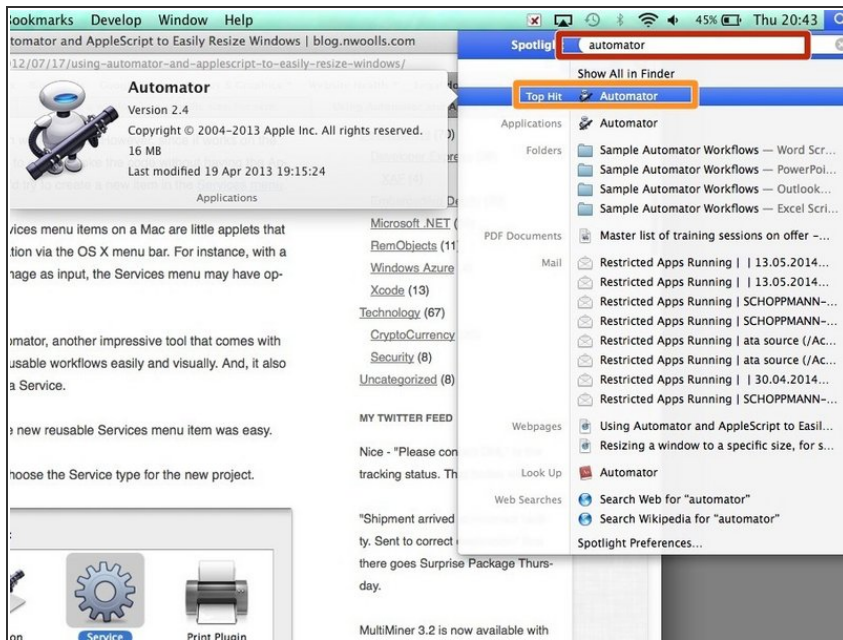 Bookmarks Develop Window Help 45% Thu 20:43
tomator and AppleScript to Easily Resize Windows | blog.nwoolls.com
12/07/17/using-automator-and-applescript-to-easily-resize-windows/
Automator
Version 2.4
Copyright © 2004–2013 Apple Inc. All rights reserved.
16 MB
Last modified 19 Apr 2013 19:15:24
Applications
vices menu items on a Mac are little applets that
tion via the OS X menu bar. For instance, with a
nage as input, the Services menu may have op-
omator, another impressive tool that comes with
usable workflows easily and visually. And, it also
a Service.
new reusable Services menu item was easy.
hoose the Service type for the new project.
Service
Print Plugin
Microsoft .NET (
RemObjects (11)
Windows Azure
Xcode (13)
Technology (67)
CryptoCurrency
Security (8)
Uncategorized (8)
MY TWITTER FEED
Nice - "Please con
tracking status. Th
"Shipment arrived
ty. Sent to correct
there goes Surprise Package Thurs-
day.
MultiMiner 3.2 is now available with
Spotlight automator
Show All in Finder
Top Hit Automator
Applications Automator
Folders Sample Automator Workflows — Word Scr...
Sample Automator Workflows — PowerPoi...
Sample Automator Workflows — Outlook...
Sample Automator Workflows — Excel Scri...
PDF Documents Master list of training sessions on offer –...
Mail Restricted Apps Running | | 13.05.2014...
Restricted Apps Running | | 13.05.2014...
Restricted Apps Running | SCHOPPMANN-...
Restricted Apps Running | SCHOPPMANN-...
Restricted Apps Running | ata source (/Ac...
Restricted Apps Running | ata source (/Ac...
Restricted Apps Running | | 30.04.2014...
Restricted Apps Running | SCHOPPMANN-...
Webpages Using Automator and AppleScript to Easil...
Resizing a window to a specific size, for s...
Look Up Automator
Web Searches Search Web for "automator"
Search Wikipedia for "automator"
Spotlight Preferences...